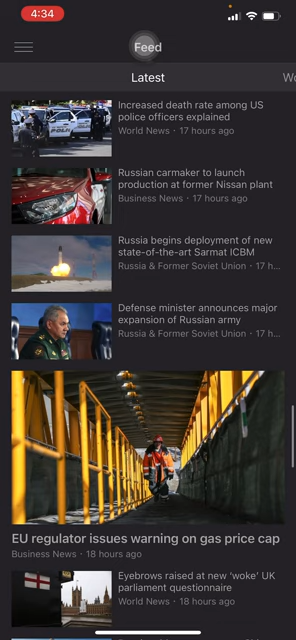 4:34
Feed
Latest
Wo
Increased death rate among US
police officers explained
World News · 17 hours ago
Russian carmaker to launch
production at former Nissan plant
Business News · 17 hours ago
Russia begins deployment of new
state-of-the-art Sarmat ICBM
Russia & Former Soviet Union · 17 h...
Defense minister announces major
expansion of Russian army
Russia & Former Soviet Union · 17 h...
EU regulator issues warning on gas price cap
Business News · 18 hours ago
Eyebrows raised at new ‘woke’ UK
parliament questionnaire
World News · 18 hours ago